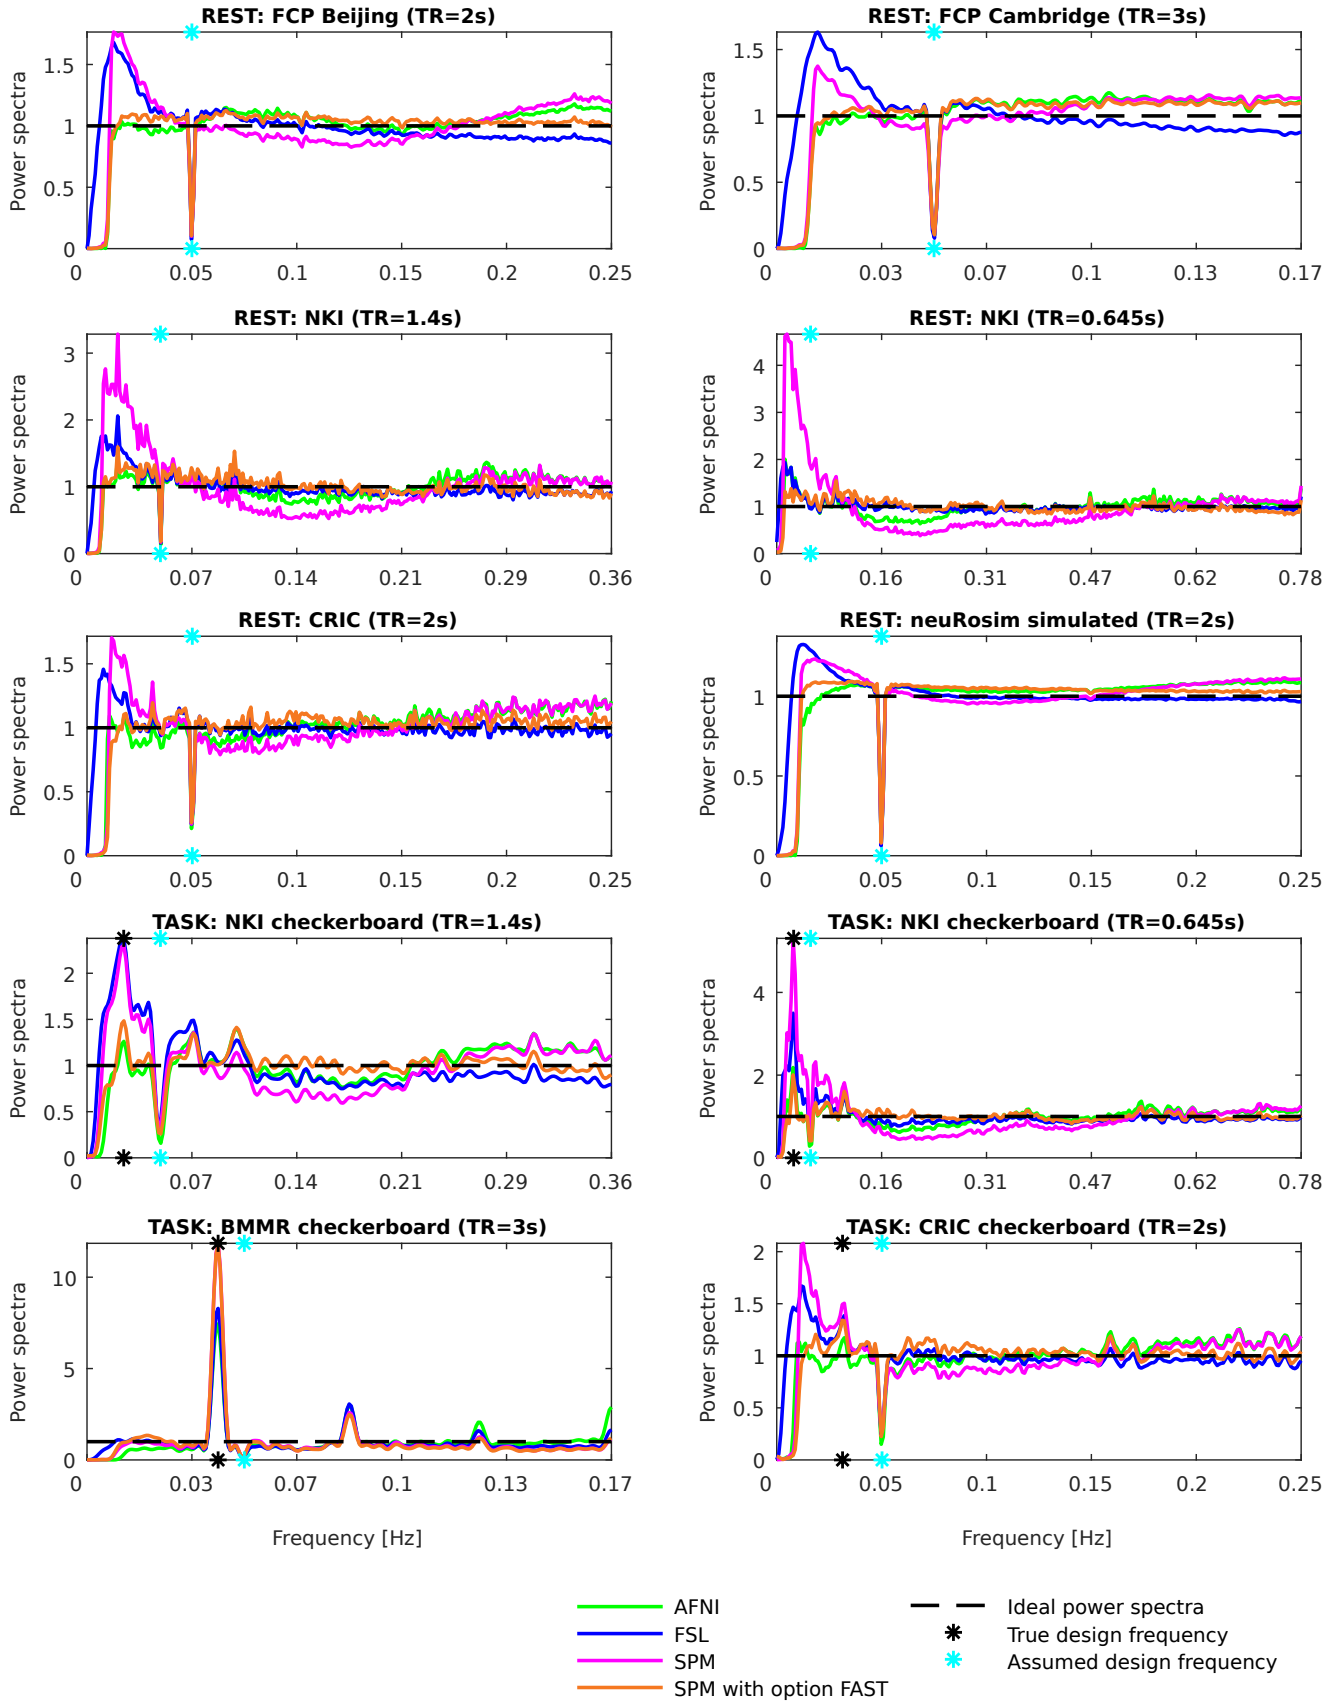 REST: FCP Beijing (TR=2s)
Power spectra
1.5
1
0.5
0
0 0.05 0.1 0.15 0.2 0.25
REST: FCP Cambridge (TR=3s)
Power spectra
1.5
1
0.5
0
0 0.03 0.07 0.1 0.13 0.17
REST: NKI (TR=1.4s)
Power spectra
3
2
1
0
0 0.07 0.14 0.21 0.29 0.36
REST: NKI (TR=0.645s)
Power spectra
4
3
2
1
0
0 0.16 0.31 0.47 0.62 0.78
REST: CRIC (TR=2s)
Power spectra
1.5
1
0.5
0
0 0.05 0.1 0.15 0.2 0.25
REST: neuRosim simulated (TR=2s)
Power spectra
1
0.5
0
0 0.05 0.1 0.15 0.2 0.25
TASK: NKI checkerboard (TR=1.4s)
Power spectra
2
1.5
1
0.5
0
0 0.07 0.14 0.21 0.29 0.36
TASK: NKI checkerboard (TR=0.645s)
Power spectra
4
2
1
0
0 0.16 0.31 0.47 0.62 0.78
TASK: BMMR checkerboard (TR=3s)
Power spectra
10
5
1
0
0 0.03 0.07 0.1 0.13 0.17
Frequency [Hz]
TASK: CRIC checkerboard (TR=2s)
Power spectra
2
1.5
1
0.5
0
0 0.05 0.1 0.15 0.2 0.25
Frequency [Hz]
AFNI
FSL
SPM
SPM with option FAST
Ideal power spectra
True design frequency
Assumed design frequency